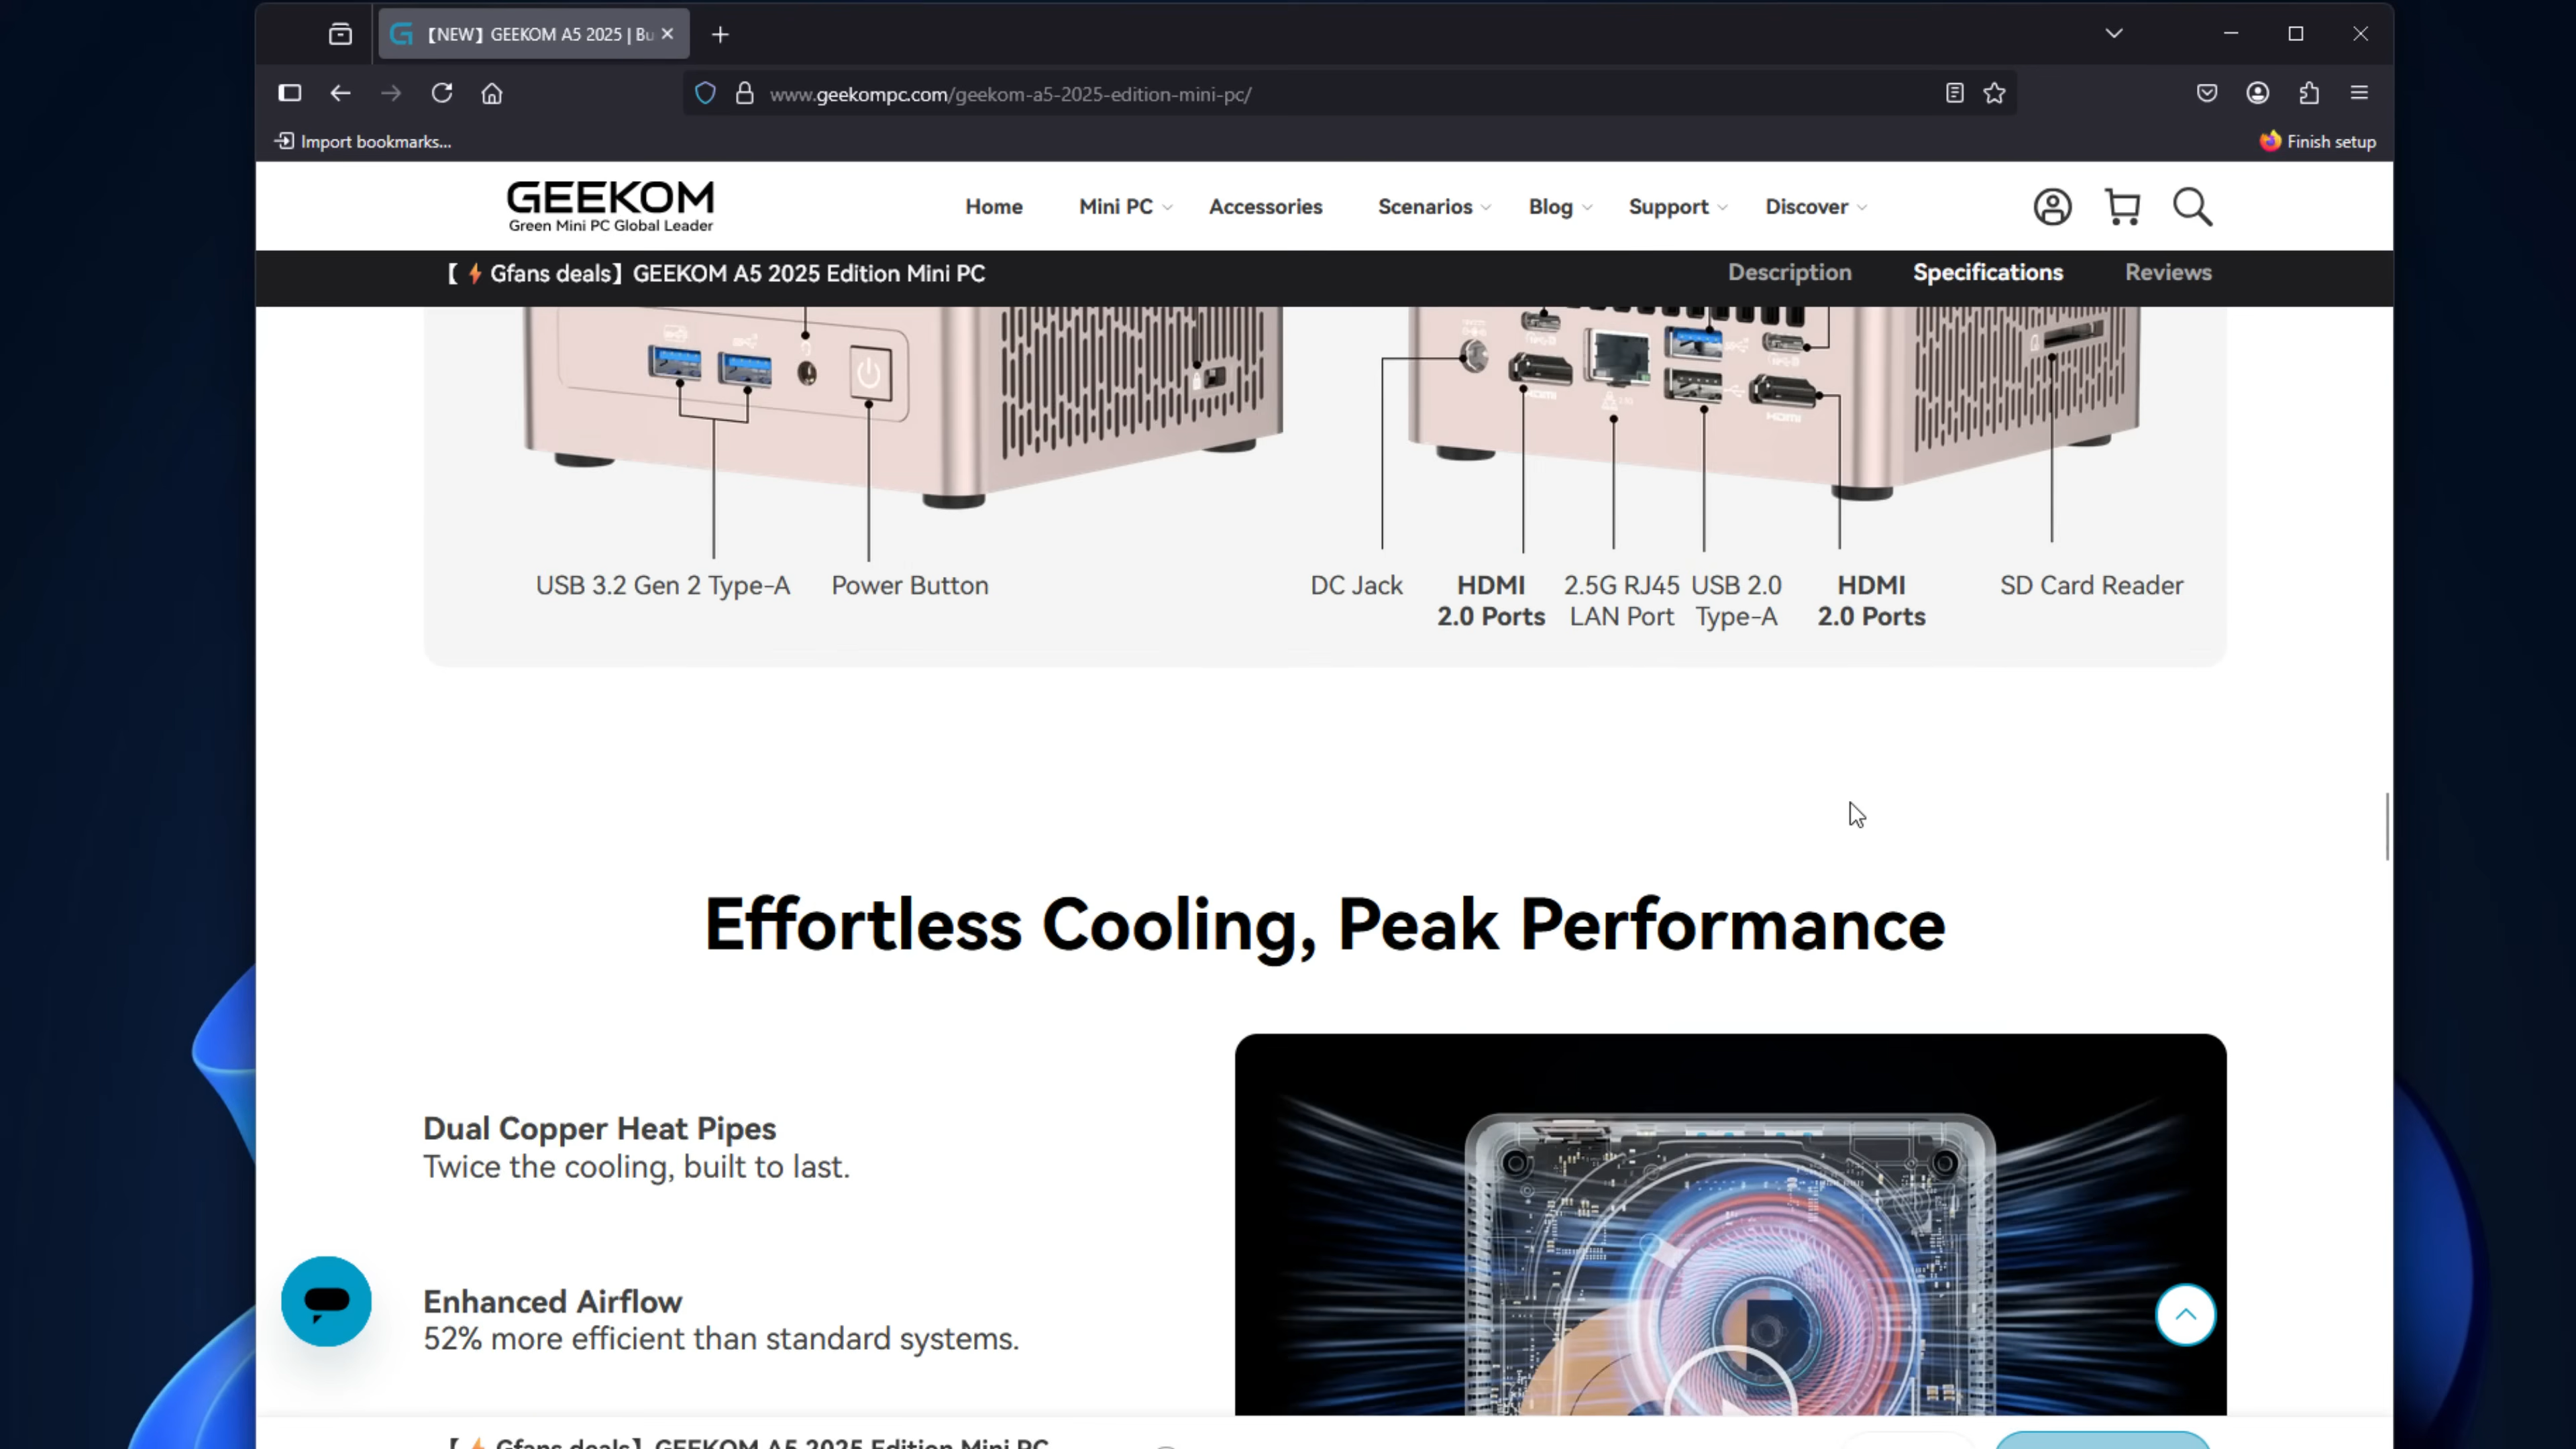 【NEW】GEEKOM A5 2025 | Bu
www.geekompc.com/geekom-a5-2025-edition-mini-pc/
Import bookmarks...
Finish setup
GEEKOM
Green Mini PC Global Leader
Home
Mini PC
Accessories
Scenarios
Blog
Support
Discover
【⚡Gfans deals】GEEKOM A5 2025 Edition Mini PC
Description
Specifications
Reviews
HDMI
USB 3.2 Gen 2 Type-A
Power Button
DC Jack
HDMI
2.0 Ports
2.5G RJ45
LAN Port
USB 2.0
Type-A
HDMI
2.0 Ports
SD Card Reader
Effortless Cooling, Peak Performance
Dual Copper Heat Pipes
Twice the cooling, built to last.
Enhanced Airflow
52% more efficient than standard systems.
【⚡Gfans deals】GEEKOM A5 2025 Edition Mini PC